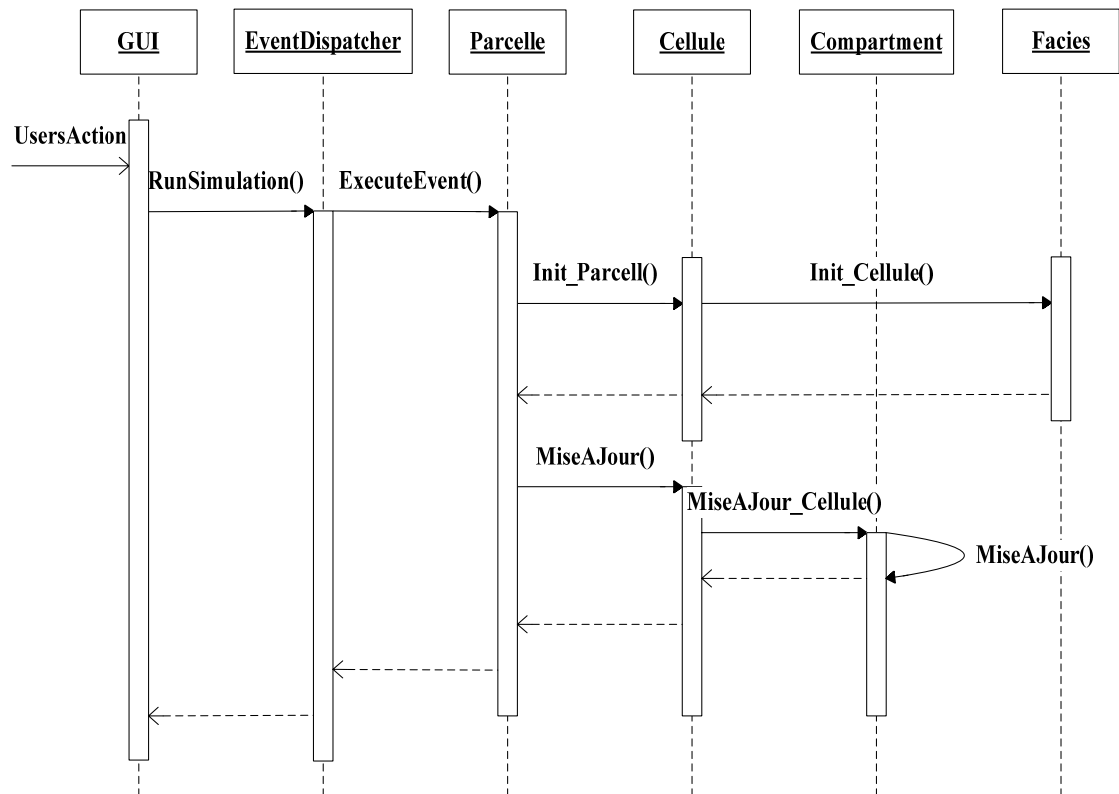 GUI
EventDispatcher
Parcelle
Cellule
Compartment
Facies
UsersAction
RunSimulation()
ExecuteEvent()
Init_Parcell()
Init_Cellule()
MiseAJour()
MiseAJour_Cellule()
MiseAJour()